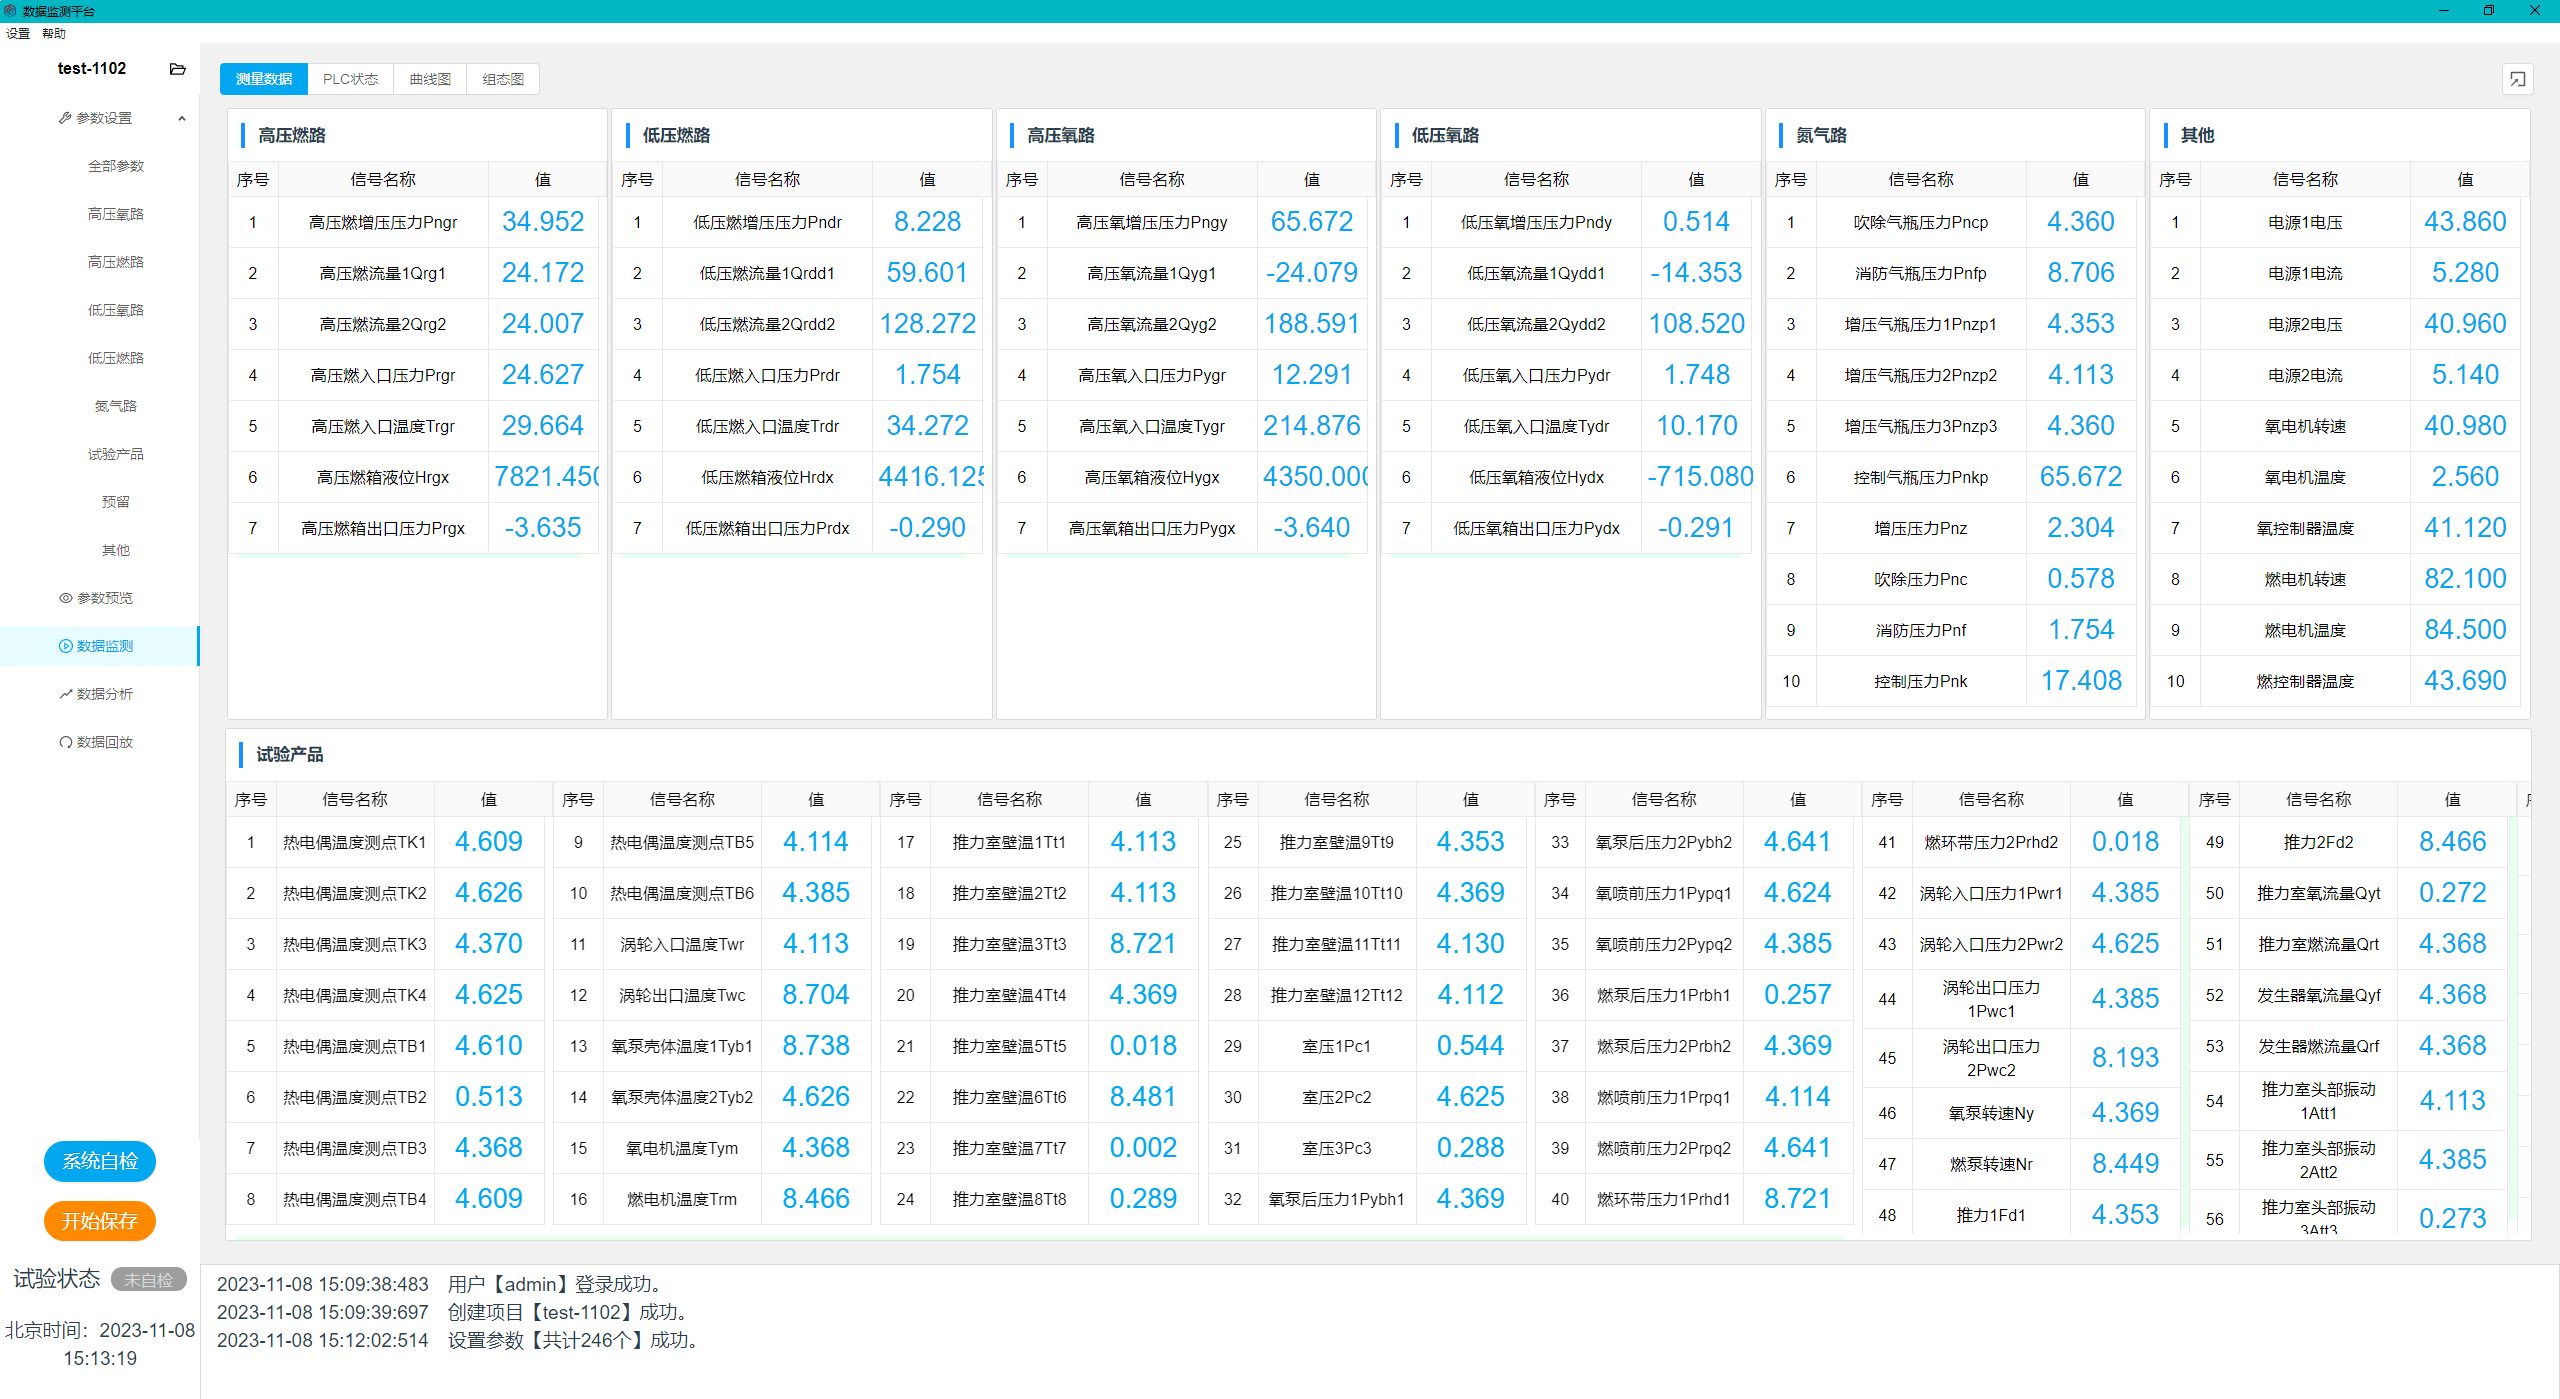 数据监测平台
设置 帮助
test-1102
参数设置
全部参数
高压氧路
高压燃路
低压氧路
低压燃路
氮气路
试验产品
预留
其他
参数预览
数据监测
数据分析
数据回放
系统自检
开始保存
试验状态 未自检
北京时间：2023-11-08
15:13:19
测量数据 PLC状态 曲线图 组态图
高压燃路
序号 信号名称 值
1 高压燃增压压力Pngr 34.952
2 高压燃流量1Qrg1 24.172
3 高压燃流量2Qrg2 24.007
4 高压燃入口压力Prgr 24.627
5 高压燃入口温度Trgr 29.664
6 高压燃箱液位Hrgx 7821.450
7 高压燃箱出口压力Prgx -3.635
低压燃路
序号 信号名称 值
1 低压燃增压压力Pndr 8.228
2 低压燃流量1Qrdd1 59.601
3 低压燃流量2Qrdd2 128.272
4 低压燃入口压力Prdr 1.754
5 低压燃入口温度Trdr 34.272
6 低压燃箱液位Hrdx 4416.125
7 低压燃箱出口压力Prdx -0.290
高压氧路
序号 信号名称 值
1 高压氧增压压力Pngy 65.672
2 高压氧流量1Qyg1 -24.079
3 高压氧流量2Qyg2 188.591
4 高压氧入口压力Pygr 12.291
5 高压氧入口温度Tygr 214.876
6 高压氧箱液位Hygx 4350.000
7 高压氧箱出口压力Pygx -3.640
低压氧路
序号 信号名称 值
1 低压氧增压压力Pndy 0.514
2 低压氧流量1Qydd1 -14.353
3 低压氧流量2Qydd2 108.520
4 低压氧入口压力Pydr 1.748
5 低压氧入口温度Tydr 10.170
6 低压氧箱液位Hydx -715.080
7 低压氧箱出口压力Pydx -0.291
氮气路
序号 信号名称 值
1 吹除气瓶压力Pncp 4.360
2 消防气瓶压力Pnfp 8.706
3 增压气瓶压力1Pnzp1 4.353
4 增压气瓶压力2Pnzp2 4.113
5 增压气瓶压力3Pnzp3 4.360
6 控制气瓶压力Pnkp 65.672
7 增压压力Pnz 2.304
8 吹除压力Pnc 0.578
9 消防压力Pnf 1.754
10 控制压力Pnk 17.408
其他
序号 信号名称 值
1 电源1电压 43.860
2 电源1电流 5.280
3 电源2电压 40.960
4 电源2电流 5.140
5 氧电机转速 40.980
6 氧电机温度 2.560
7 氧控制器温度 41.120
8 燃电机转速 82.100
9 燃电机温度 84.500
10 燃控制器温度 43.690
试验产品
序号 信号名称 值
1 热电偶温度测点TK1 4.609
2 热电偶温度测点TK2 4.626
3 热电偶温度测点TK3 4.370
4 热电偶温度测点TK4 4.625
5 热电偶温度测点TB1 4.610
6 热电偶温度测点TB2 0.513
7 热电偶温度测点TB3 4.368
8 热电偶温度测点TB4 4.609
序号 信号名称 值
9 热电偶温度测点TB5 4.114
10 热电偶温度测点TB6 4.385
11 涡轮入口温度Twr 4.113
12 涡轮出口温度Twc 8.704
13 氧泵壳体温度1Tyb1 8.738
14 氧泵壳体温度2Tyb2 4.626
15 氧电机温度Tym 4.368
16 燃电机温度Trm 8.466
序号 信号名称 值
17 推力室壁温1Tt1 4.113
18 推力室壁温2Tt2 4.113
19 推力室壁温3Tt3 8.721
20 推力室壁温4Tt4 4.369
21 推力室壁温5Tt5 0.018
22 推力室壁温6Tt6 8.481
23 推力室壁温7Tt7 0.002
24 推力室壁温8Tt8 0.289
序号 信号名称 值
25 推力室壁温9Tt9 4.353
26 推力室壁温10Tt10 4.369
27 推力室壁温11Tt11 4.130
28 推力室壁温12Tt12 4.112
29 室压1Pc1 0.544
30 室压2Pc2 4.625
31 室压3Pc3 0.288
32 氧泵后压力1Pybh1 4.369
序号 信号名称 值
33 氧泵后压力2Pybh2 4.641
34 氧喷前压力1Pypq1 4.624
35 氧喷前压力2Pypq2 4.385
36 燃泵后压力1Prbh1 0.257
37 燃泵后压力2Prbh2 4.369
38 燃喷前压力1Prpq1 4.114
39 燃喷前压力2Prpq2 4.641
40 燃环带压力1Prhd1 8.721
序号 信号名称 值
41 燃环带压力2Prhd2 0.018
42 涡轮入口压力1Pwr1 4.385
43 涡轮入口压力2Pwr2 4.625
44 涡轮出口压力
1Pwc1 4.385
45 涡轮出口压力
2Pwc2 8.193
46 氧泵转速Ny 4.369
47 燃泵转速Nr 8.449
48 推力1Fd1 4.353
序号 信号名称 值
49 推力2Fd2 8.466
50 推力室氧流量Qyt 0.272
51 推力室燃流量Qrt 4.368
52 发生器氧流量Qyf 4.368
53 发生器燃流量Qrf 4.368
54 推力室头部振动
1Att1 4.113
55 推力室头部振动
2Att2 4.385
56 推力室头部振动
3Att3 0.273
2023-11-08 15:09:38:483 用户【admin】登录成功。
2023-11-08 15:09:39:697 创建项目【test-1102】成功。
2023-11-08 15:12:02:514 设置参数【共计246个】成功。